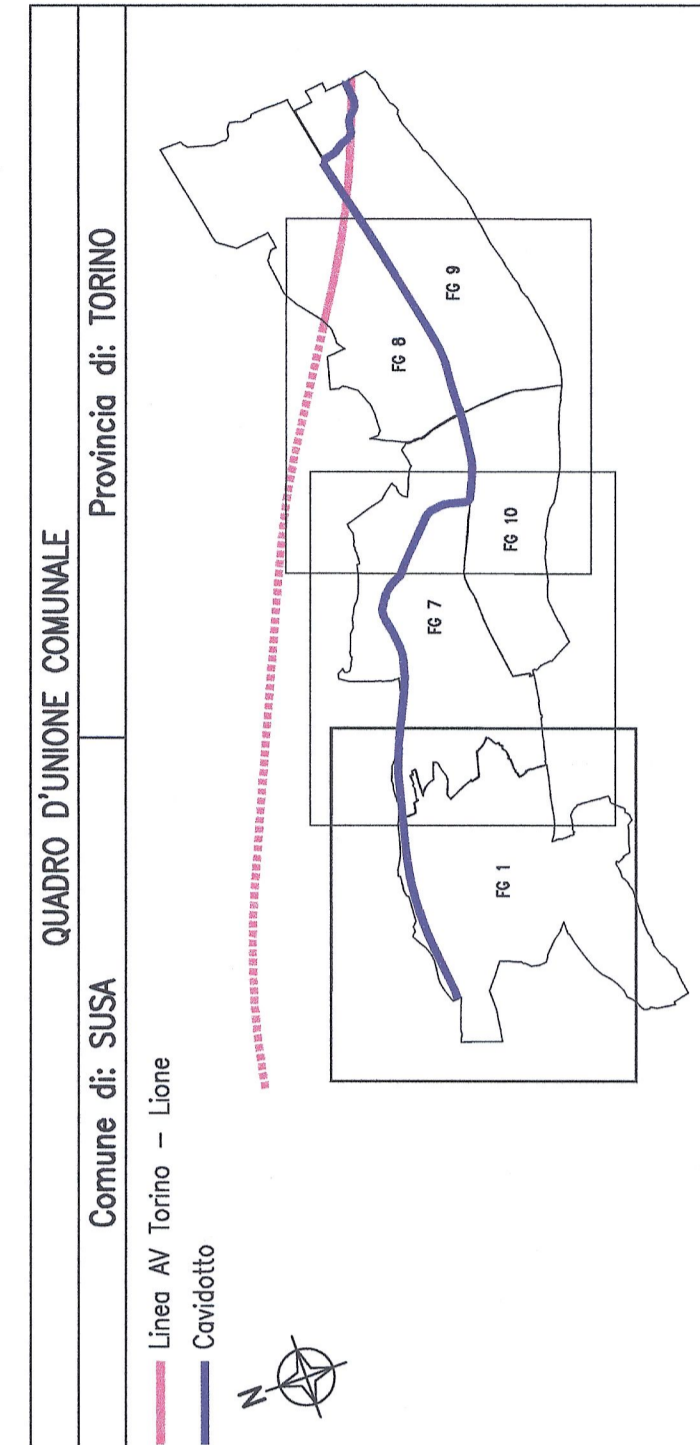 QUADRO D'UNIONE COMUNALE
Comune di: SUSA
Provincia di: TORINO
Linea AV Torino – Lione
Cavidotto
N
FG 1
FG 7
FG 10
FG 8
FG 9